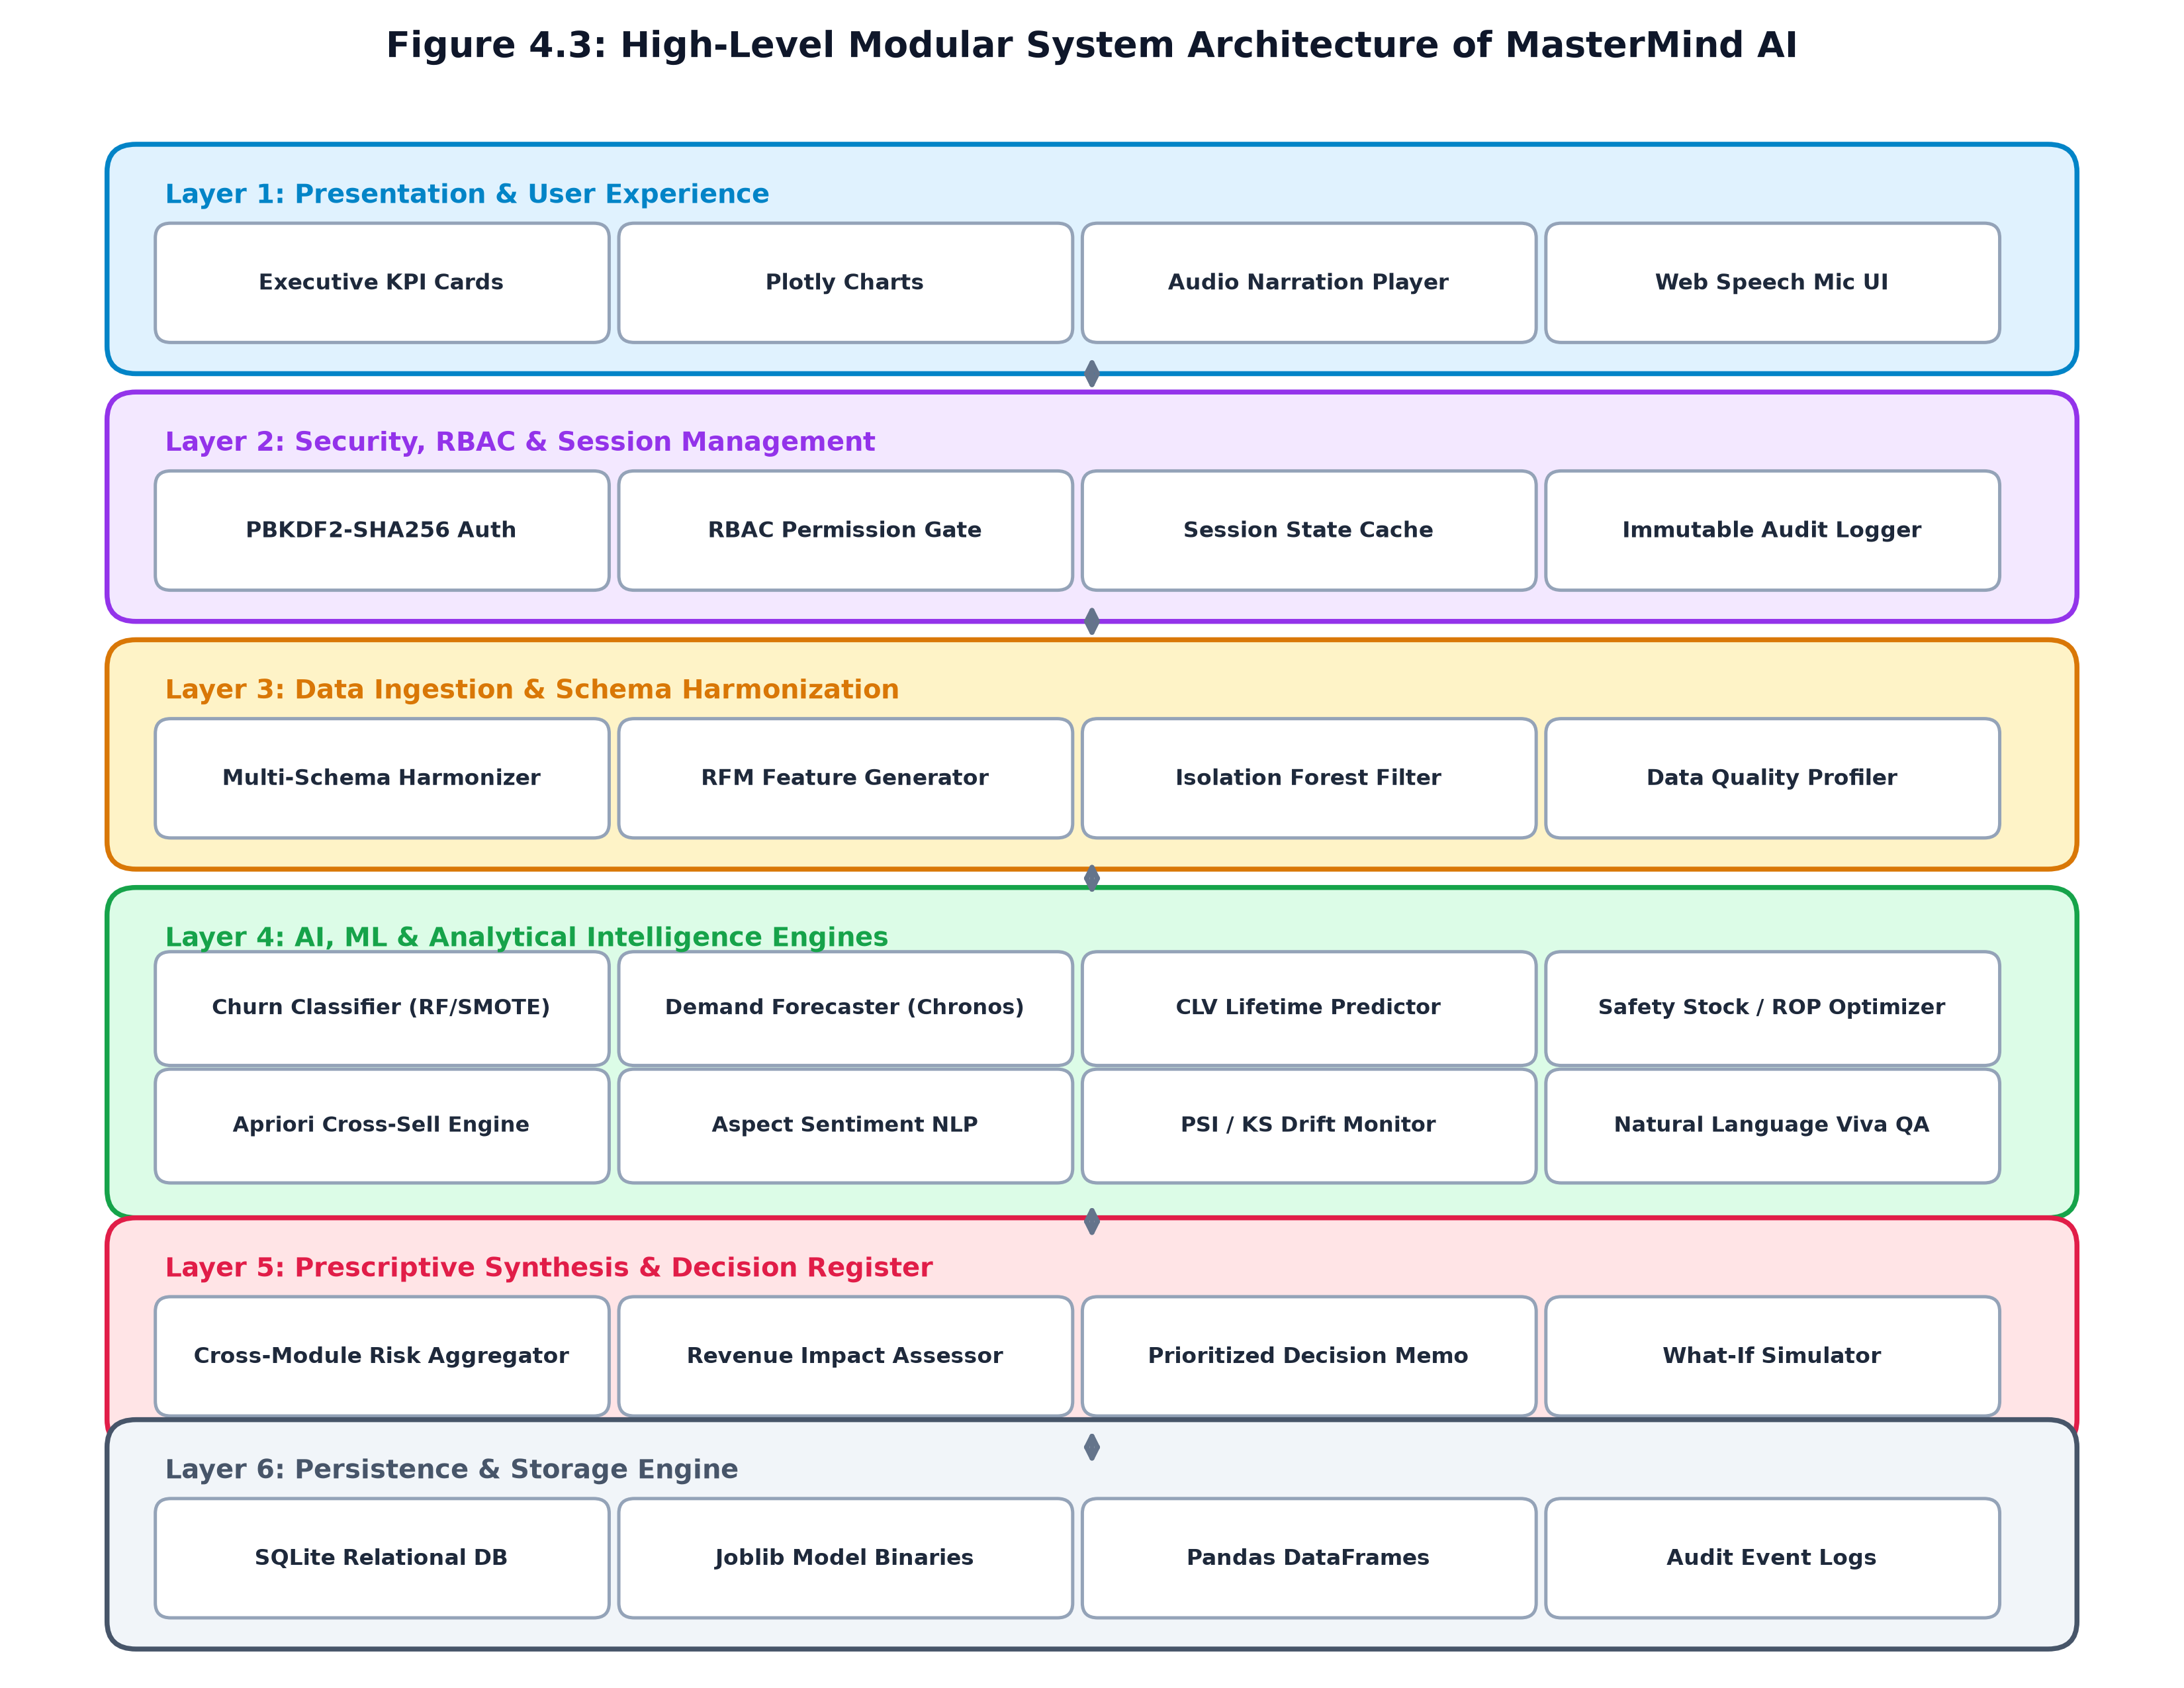 Figure 4.3: High-Level Modular System Architecture of MasterMind AI
Layer 1: Presentation & User Experience
Executive KPI Cards
Plotly Charts
Audio Narration Player
Web Speech Mic UI
Layer 2: Security, RBAC & Session Management
PBKDF2-SHA256 Auth
RBAC Permission Gate
Session State Cache
Immutable Audit Logger
Layer 3: Data Ingestion & Schema Harmonization
Multi-Schema Harmonizer
RFM Feature Generator
Isolation Forest Filter
Data Quality Profiler
Layer 4: AI, ML & Analytical Intelligence Engines
Churn Classifier (RF/SMOTE)
Demand Forecaster (Chronos)
CLV Lifetime Predictor
Safety Stock / ROP Optimizer
Apriori Cross-Sell Engine
Aspect Sentiment NLP
PSI / KS Drift Monitor
Natural Language Viva QA
Layer 5: Prescriptive Synthesis & Decision Register
Cross-Module Risk Aggregator
Revenue Impact Assessor
Prioritized Decision Memo
What-If Simulator
Layer 6: Persistence & Storage Engine
SQLite Relational DB
Joblib Model Binaries
Pandas DataFrames
Audit Event Logs